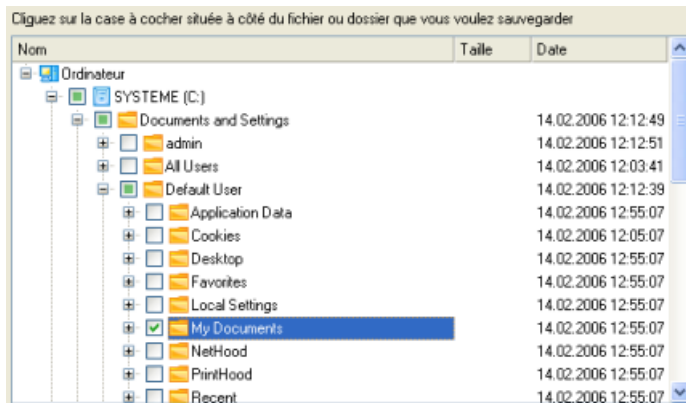 Cliquez sur la case à cocher située à côté du fichier ou dossier que vous voulez sauvegarder
Nom Taille Date
Ordinateur
SYSTEME (C:)
Documents and Settings 14.02.2006 12:12:49
admin 14.02.2006 12:12:51
All Users 14.02.2006 12:03:41
Default User 14.02.2006 12:12:39
Application Data 14.02.2006 12:55:07
Cookies 14.02.2006 12:05:07
Desktop 14.02.2006 12:55:07
Favorites 14.02.2006 12:55:07
Local Settings 14.02.2006 12:55:07
My Documents 14.02.2006 12:55:07
NetHood 14.02.2006 12:55:07
PrintHood 14.02.2006 12:55:07
Recent 14.02.2006 12:55:07